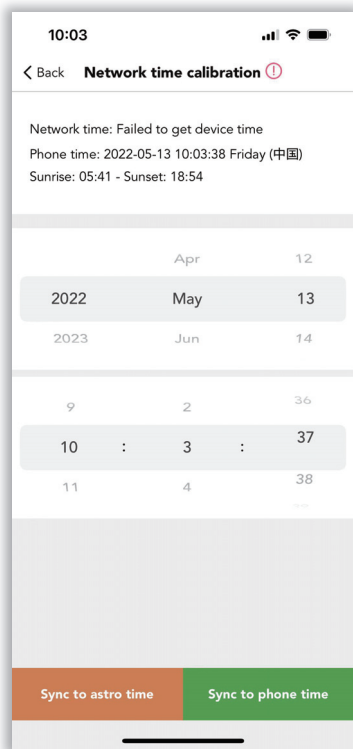 10:03
Back Network time calibration
Network time: Failed to get device time
Phone time: 2022-05-13 10:03:38 Friday (中国)
Sunrise: 05:41 - Sunset: 18:54
Apr 12
2022 May 13
2023 Jun 14
9 2 36
10 : 3 : 37
11 4 38
Sync to astro time Sync to phone time